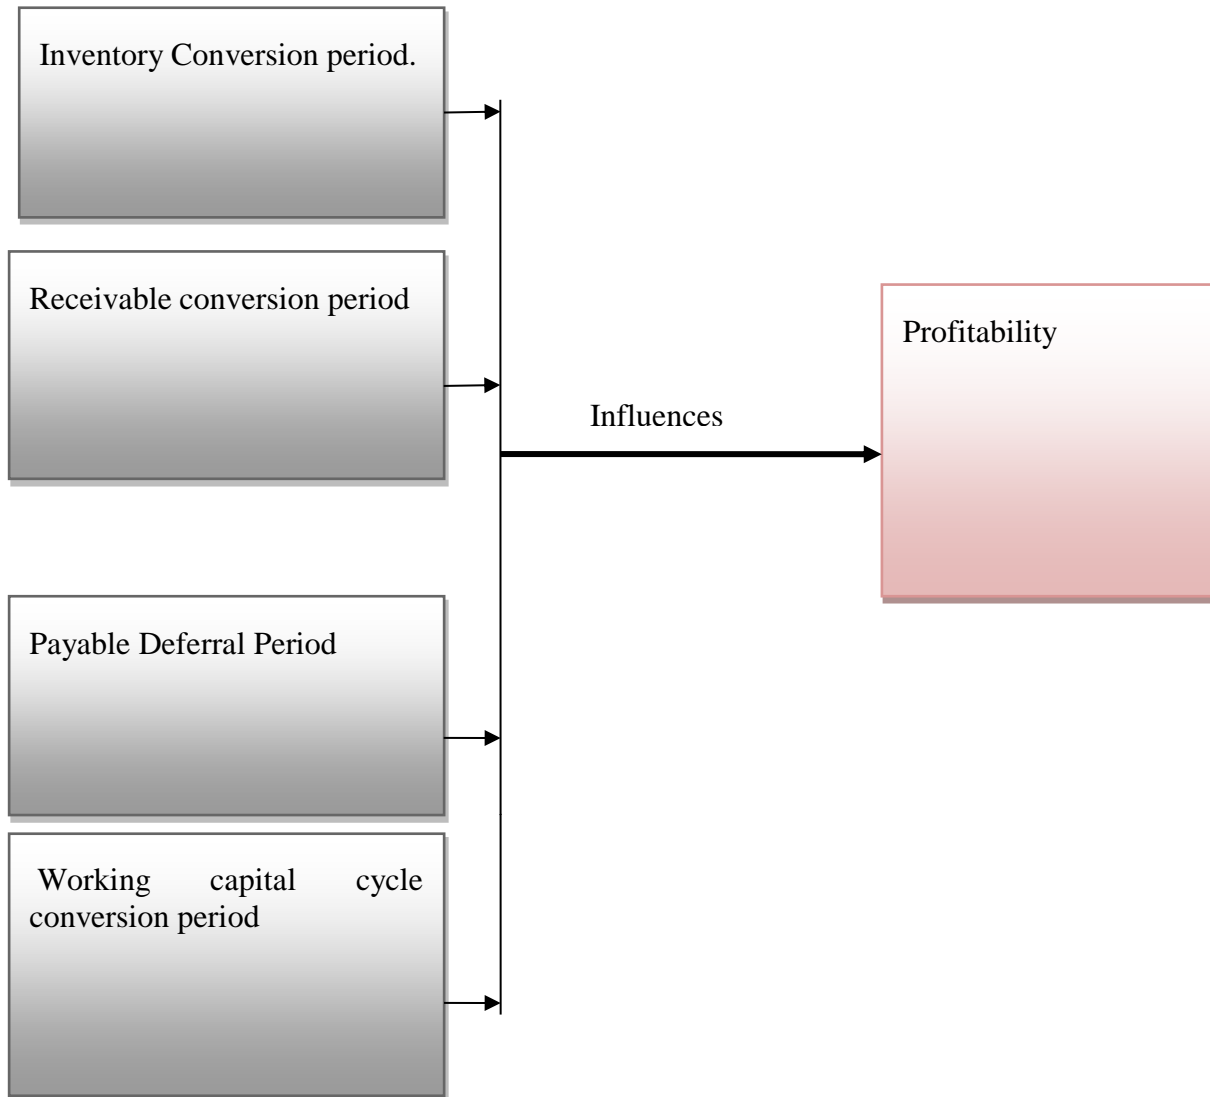 Inventory Conversion period.
Receivable conversion period
Profitability
Influences
Payable Deferral Period
Working capital cycle
conversion period